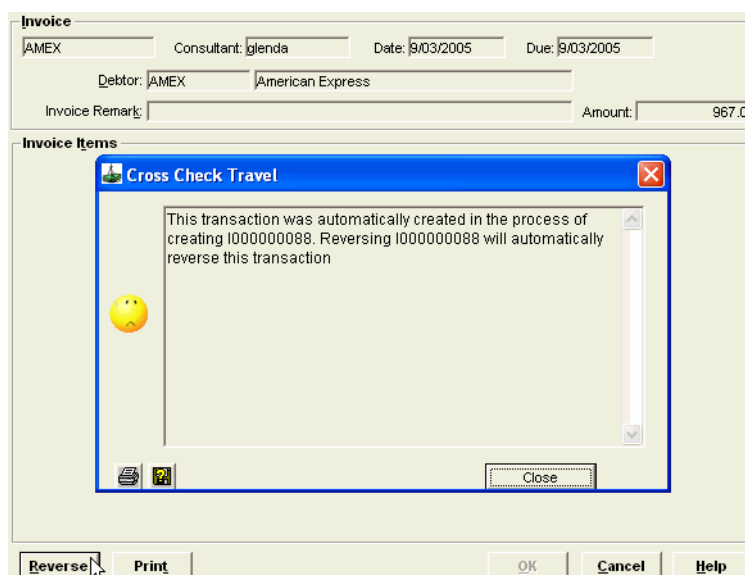 Invoice
AMEX Consultant: glenda Date: 9/03/2005 Due: 9/03/2005
Debtor: AMEX American Express
Invoice Remark: Amount: 967.0
Invoice Items
Cross Check Travel
This transaction was automatically created in the process of
creating I000000088. Reversing I000000088 will automatically
reverse this transaction
Close
Reverse Print OK Cancel Help